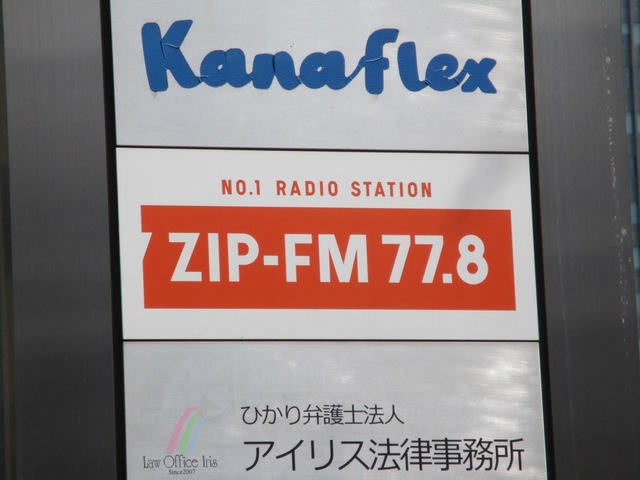 Kanaflex
NO.1 RADIO STATION
ZIP-FM 77.8
ひかり弁護士法人
アイリス法律事務所
Law Office Iris
Since2007